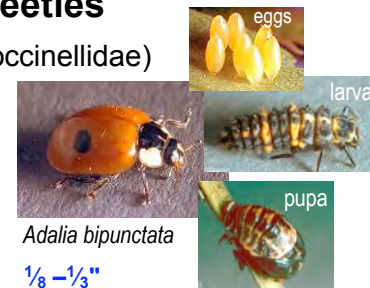 eetles
occinellidae)
eggs
larva
pupa
Adalia bipunctata
⅛ –⅓"